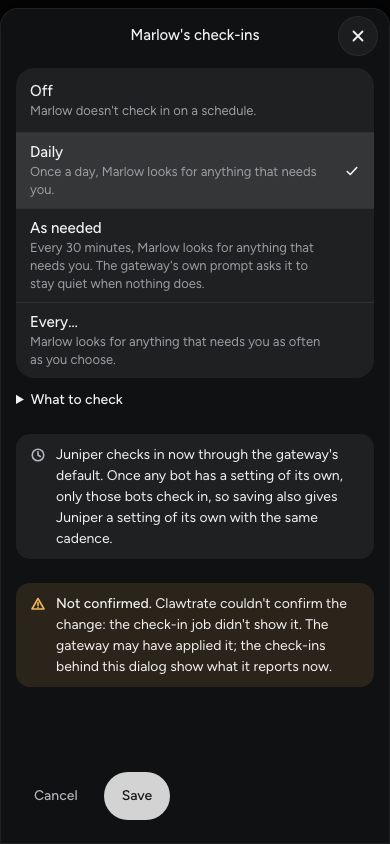 Marlow's check-ins
Off
Marlow doesn't check in on a schedule.
Daily
Once a day, Marlow looks for anything that needs
you.
As needed
Every 30 minutes, Marlow looks for anything that
needs you. The gateway's own prompt asks it to
stay quiet when nothing does.
Every...
Marlow looks for anything that needs you as often
as you choose.
What to check
Juniper checks in now through the gateway's
default. Once any bot has a setting of its own,
only those bots check in, so saving also gives
Juniper a setting of its own with the same
cadence.
Not confirmed. Clawtrate couldn't confirm the
change: the check-in job didn't show it. The
gateway may have applied it; the check-ins
behind this dialog show what it reports now.
Cancel
Save